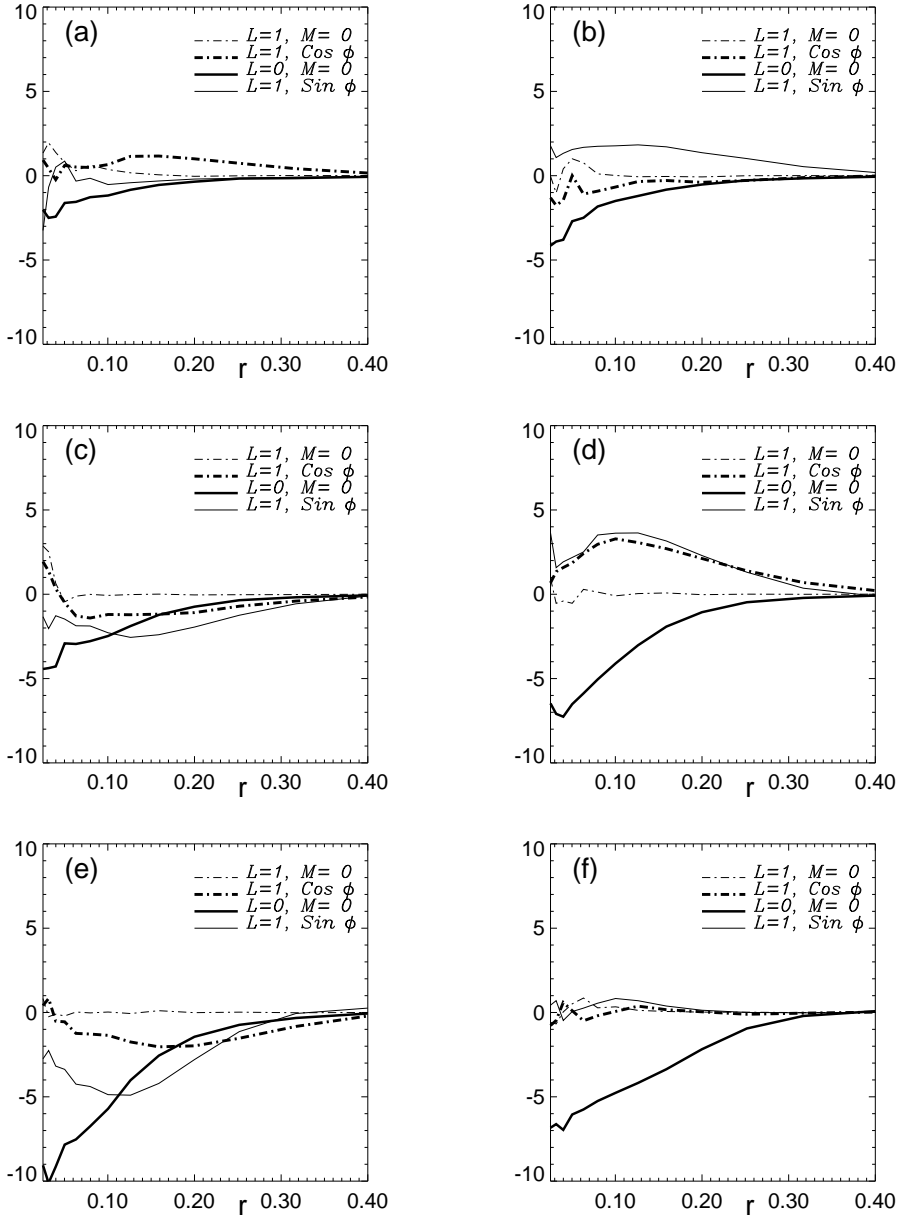 (a)
10
5
0
-5
-10
L=1, M= 0
L=1, Cos φ
L=0, M= 0
L=1, Sin φ
0.10 0.20 0.30 0.40
r
(b)
10
5
0
-5
-10
L=1, M= 0
L=1, Cos φ
L=0, M= 0
L=1, Sin φ
0.10 0.20 0.30 0.40
r
(c)
10
5
0
-5
-10
L=1, M= 0
L=1, Cos φ
L=0, M= 0
L=1, Sin φ
0.10 0.20 0.30 0.40
r
(d)
10
5
0
-5
-10
L=1, M= 0
L=1, Cos φ
L=0, M= 0
L=1, Sin φ
0.10 0.20 0.30 0.40
r
(e)
10
5
0
-5
-10
L=1, M= 0
L=1, Cos φ
L=0, M= 0
L=1, Sin φ
0.10 0.20 0.30 0.40
r
(f)
10
5
0
-5
-10
L=1, M= 0
L=1, Cos φ
L=0, M= 0
L=1, Sin φ
0.10 0.20 0.30 0.40
r